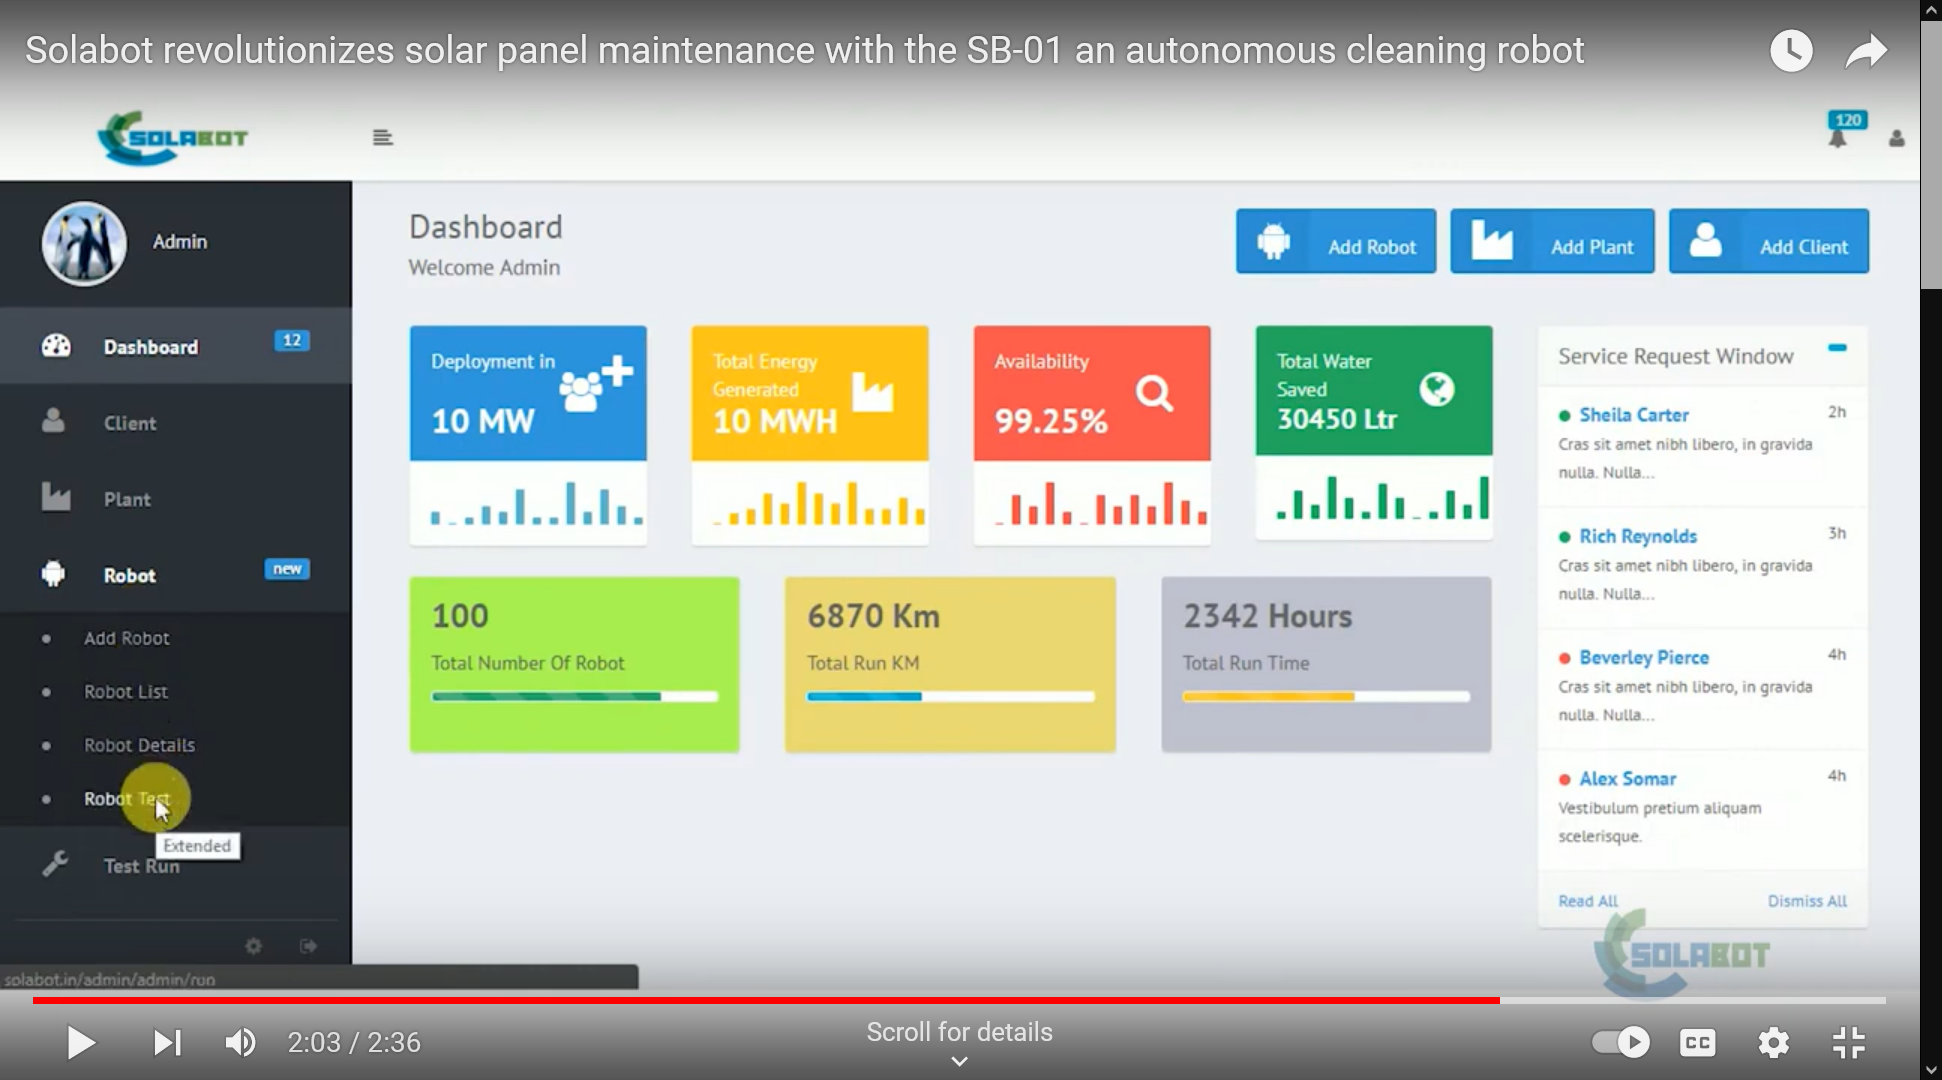 Solabot revolutionizes solar panel maintenance with the SB-01 an autonomous cleaning robot
SOLABOT
120
Admin
Dashboard
12
Client
Plant
Robot
new
Add Robot
Robot List
Robot Details
Robot Test
Extended
Test Run
solabot.in/admin/admin/run
Dashboard
Welcome Admin
Add Robot
Add Plant
Add Client
Deployment in
10 MW
Total Energy
Generated
10 MWH
Availability
99.25%
Total Water
Saved
30450 Ltr
100
Total Number Of Robot
6870 Km
Total Run KM
2342 Hours
Total Run Time
Service Request Window
Sheila Carter 2h
Cras sit amet nibh libero, in gravida
nulla. Nulla...
Rich Reynolds 3h
Cras sit amet nibh libero, in gravida
nulla. Nulla...
Beverley Pierce 4h
Cras sit amet nibh libero, in gravida
nulla. Nulla...
Alex Somar 4h
Vestibulum pretium aliquam
scelerisque.
Read All Dismiss All
SOLABOT
2:03 / 2:36
Scroll for details
CC